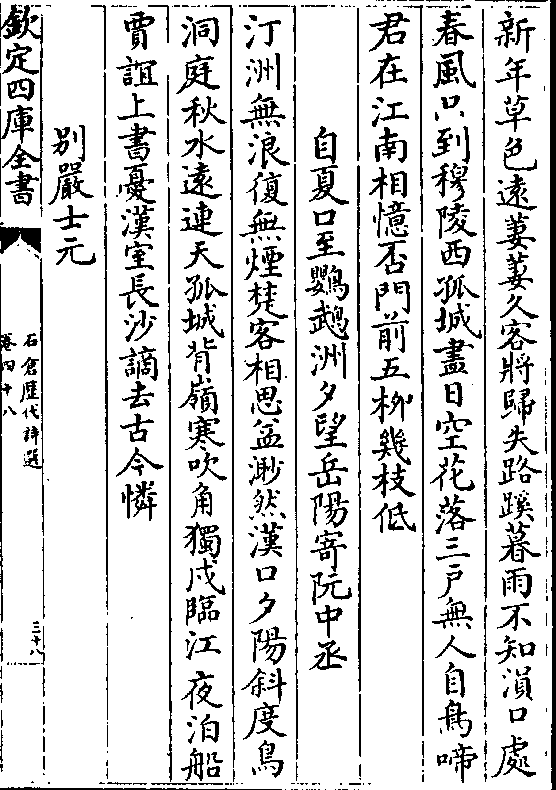 新年草色遠萋萋久客將歸失路蹊暮雨不知溳口處
春風只到穆陵西孤城盡日空花落三戸無人自鳥啼
君在江南相憶否門前五栁幾枝低
自夏口至鸚鵡洲夕望岳陽寄阮中丞
汀洲無浪復無煙楚客相思益渺然漢口夕陽斜度鳥
洞庭秋水遠連天孤城背嶺寒吹角獨戍臨江夜泊船
賈誼上書憂漢室長沙謫去古今憐
別嚴士元
欽定四庫全書
石倉歴代詩選
卷四十八
三十八